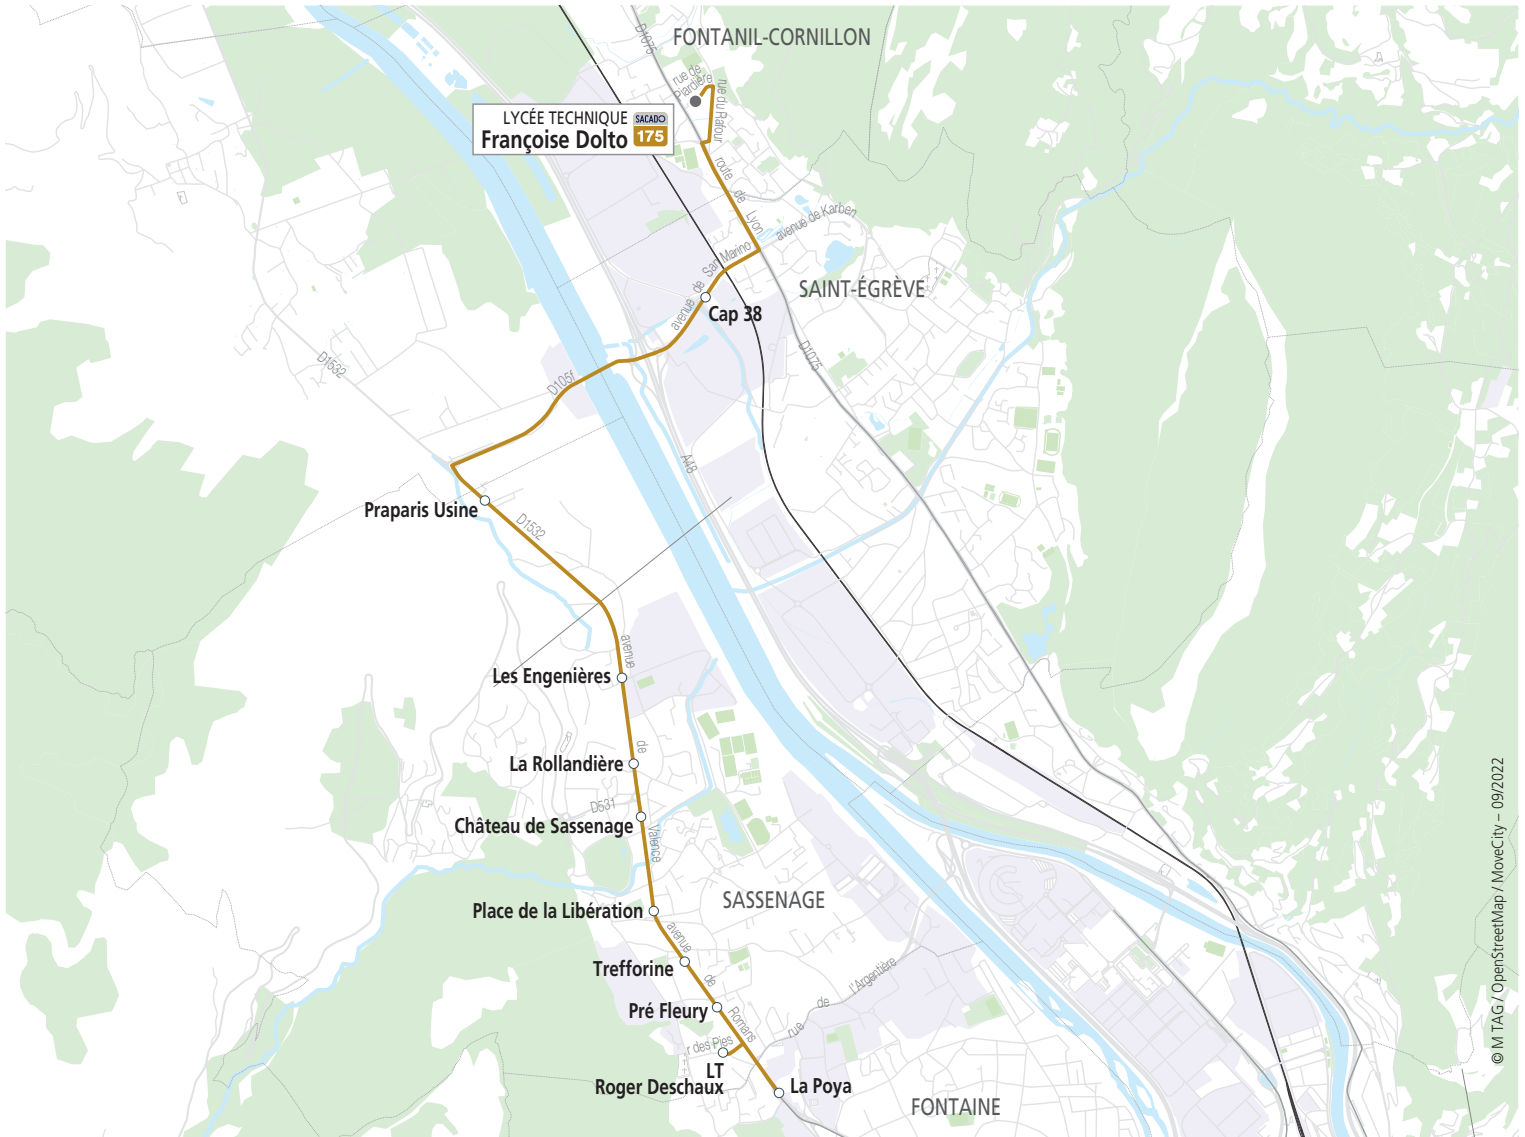 FONTANIL-CORNILLON
D1075
rue de
Piardière
rue du Rafour
LYCÉE TECHNIQUE
Françoise Dolto
SACADO
175
route de Lyon
avenue de Karben
avenue de San Marino
SAINT-ÉGRÈVE
Cap 38
D1075
D1532
D105f
A48
Praparis Usine
D1532
Les Engenières
avenue de Valence
La Rollandière
D531
Château de Sassenage
SASSENAGE
Place de la Libération
avenue de Romans
Trefforine
rue de l'Argentière
Pré Fleury
r des Pies
LT
Roger Deschaux
La Poya
FONTAINE
© M TAG / OpenStreetMap / MoveCity – 09/2022